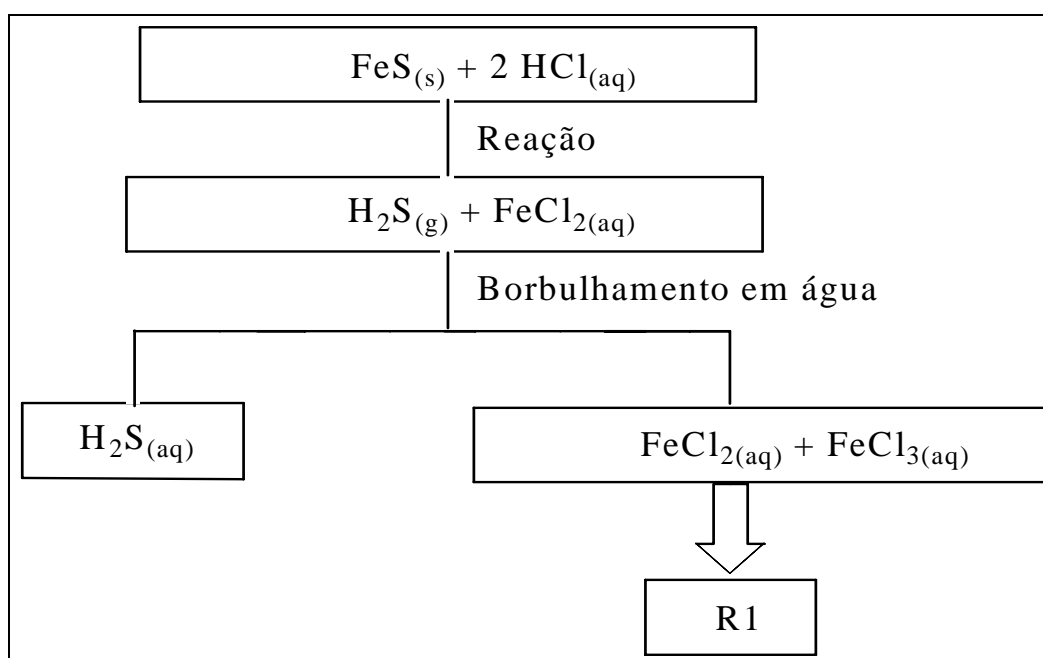 FeS(s) + 2 HCl(aq)
Reação
H2S(g) + FeCl2(aq)
Borbulhamento em água
H2S(aq)
FeCl2(aq) + FeCl3(aq)
R1